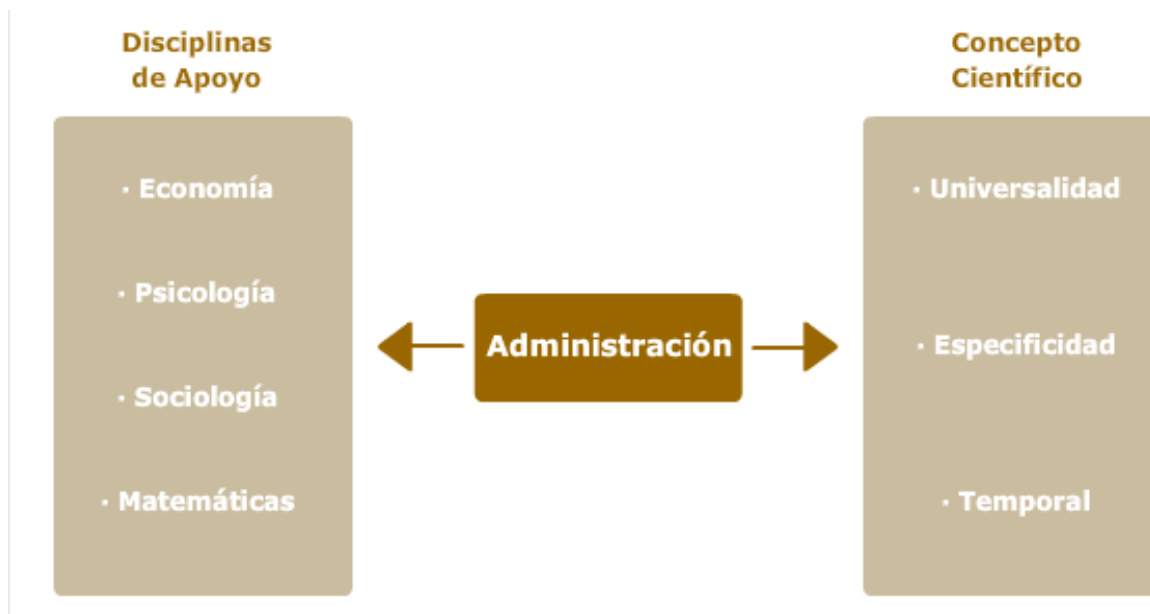 Disciplinas
de Apoyo
· Economía
· Psicología
· Sociología
· Matemáticas
Administración
Concepto
Científico
· Universalidad
· Especificidad
· Temporal